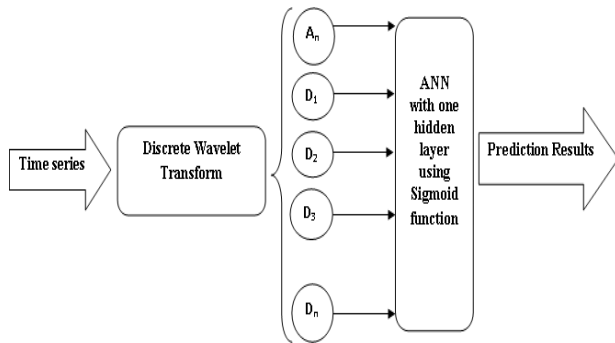 Time series
Discrete Wavelet
Transform
Aₙ
D₁
D₂
D₃
Dₙ
ANN
with one
hidden
layer
using
Sigmoid
function
Prediction Results